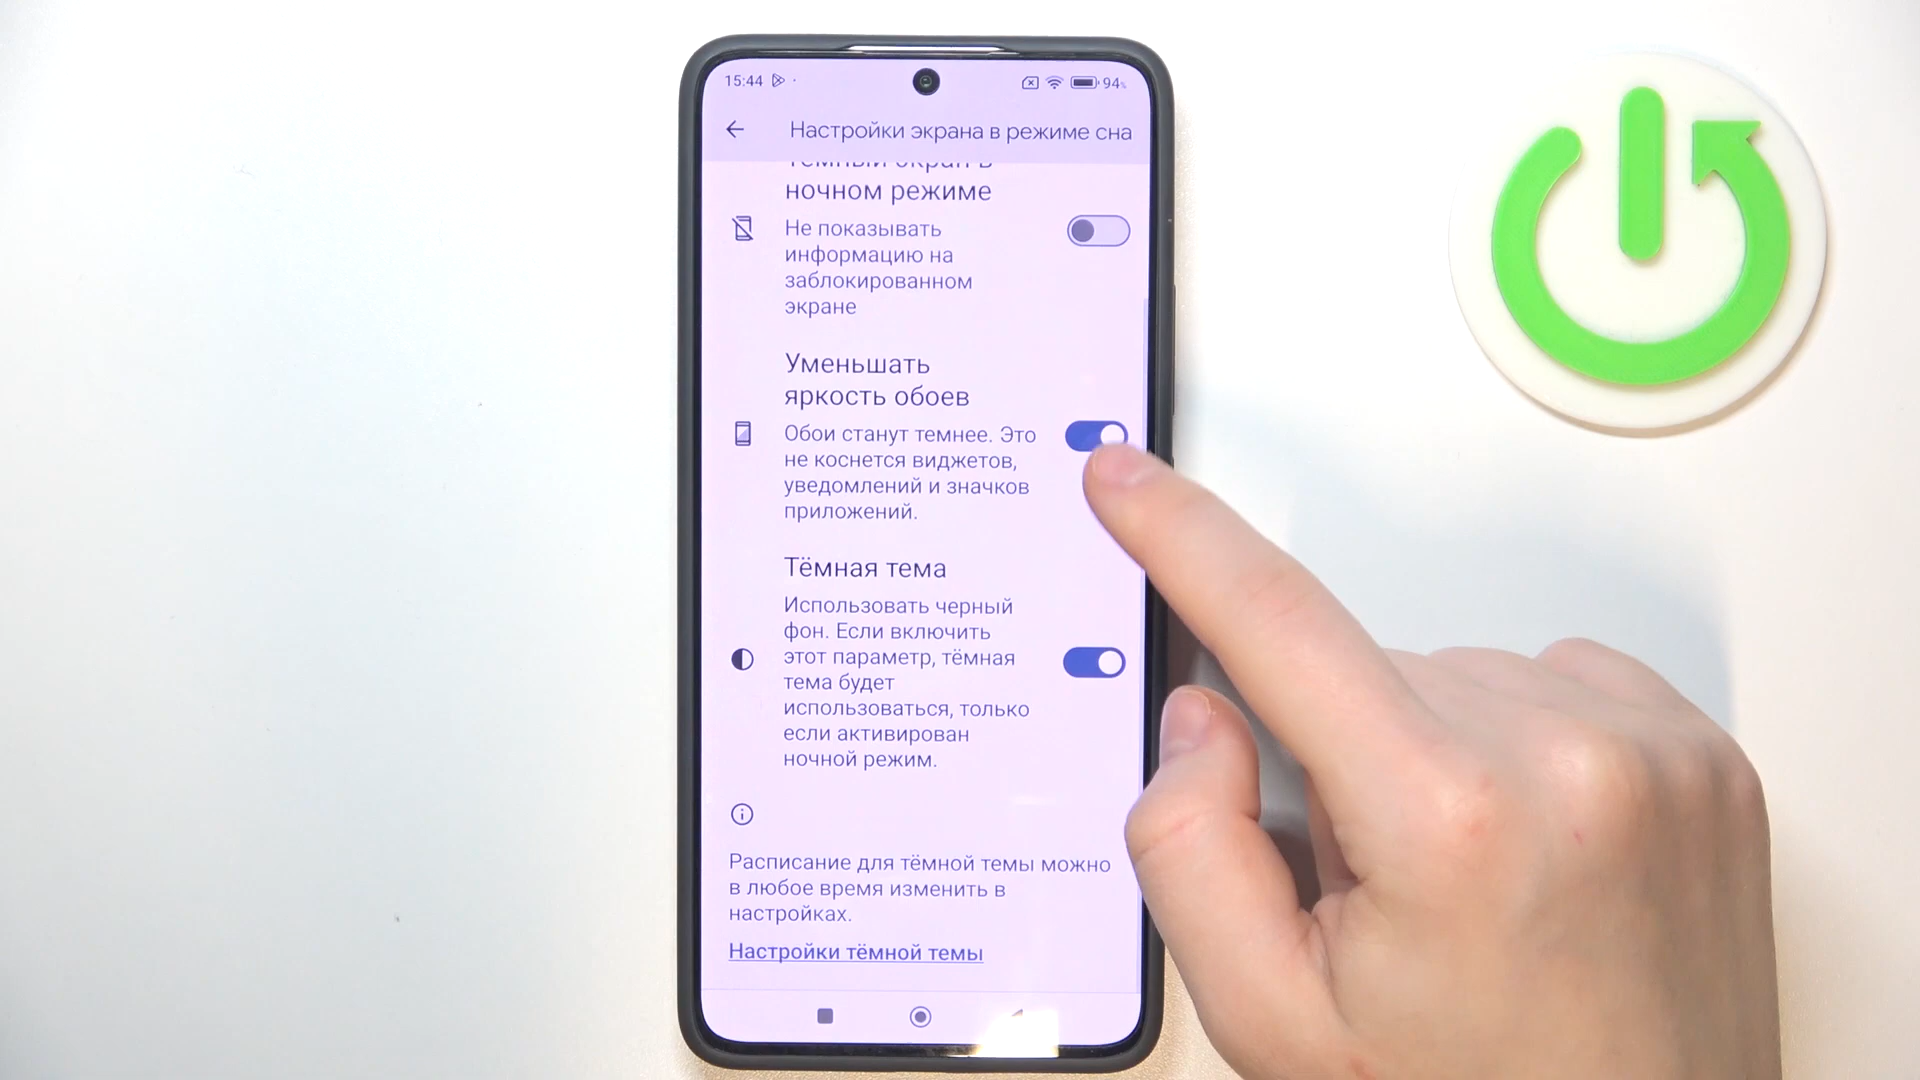 15:44
94%
Настройки экрана в режиме сна
Тёмный экран в
ночном режиме
Не показывать
информацию на
заблокированном
экране
Уменьшать
яркость обоев
Обои станут темнее. Это
не коснется виджетов,
уведомлений и значков
приложений.
Тёмная тема
Использовать черный
фон. Если включить
этот параметр, тёмная
тема будет
использоваться, только
если активирован
ночной режим.
Расписание для тёмной темы можно
в любое время изменить в
настройках.
Настройки тёмной темы